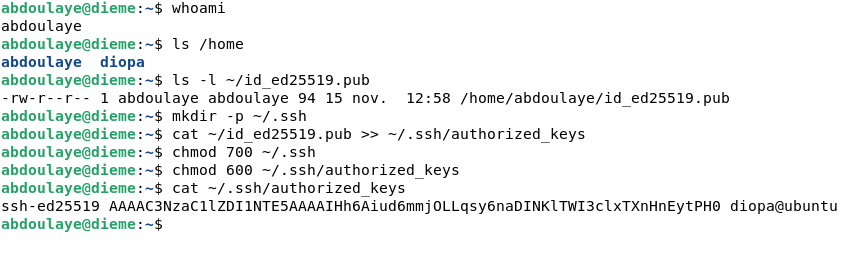 abdoulaye@dieme:~$ whoami
abdoulaye
abdoulaye@dieme:~$ ls /home
abdoulaye  diopa
abdoulaye@dieme:~$ ls -l ~/id_ed25519.pub
-rw-r--r-- 1 abdoulaye abdoulaye 94 15 nov.  12:58 /home/abdoulaye/id_ed25519.pub
abdoulaye@dieme:~$ mkdir -p ~/.ssh
abdoulaye@dieme:~$ cat ~/id_ed25519.pub >> ~/.ssh/authorized_keys
abdoulaye@dieme:~$ chmod 700 ~/.ssh
abdoulaye@dieme:~$ chmod 600 ~/.ssh/authorized_keys
abdoulaye@dieme:~$ cat ~/.ssh/authorized_keys
ssh-ed25519 AAAAC3NzaC1lZDI1NTE5AAAAIHh6Aiud6mmjOLLqsy6naDINKlTWI3clxTXnHnEytPH0 diopa@ubuntu
abdoulaye@dieme:~$